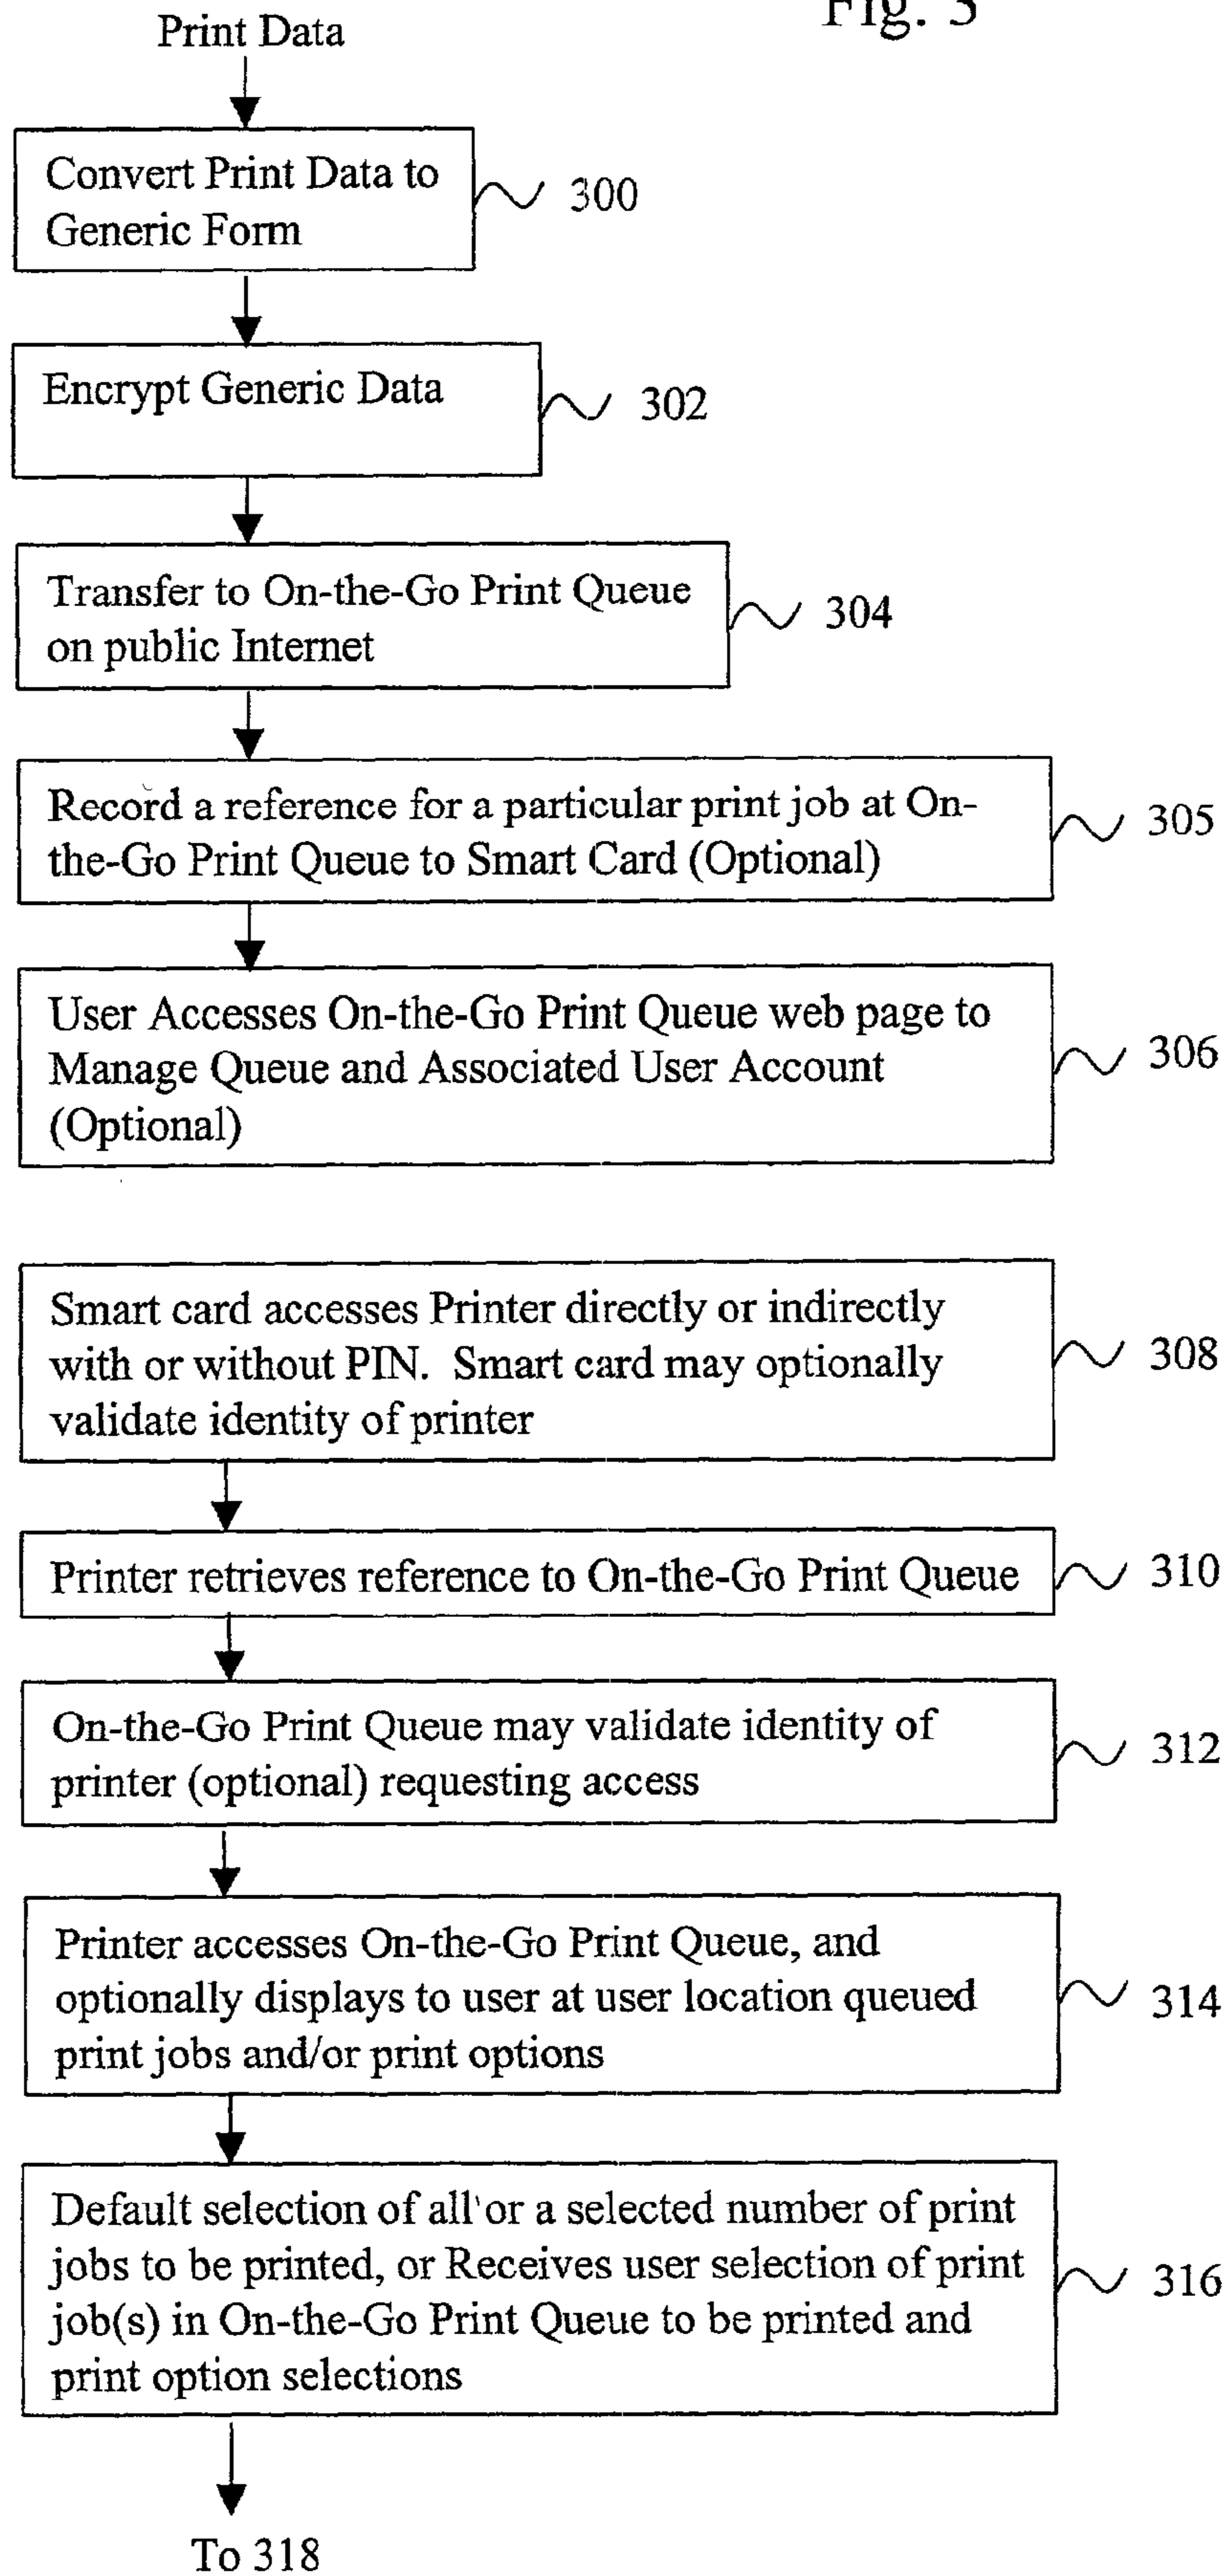 Fig. 3
Print Data
Convert Print Data to
Generic Form
300
Encrypt Generic Data
302
Transfer to On-the-Go Print Queue
on public Internet
304
Record a reference for a particular print job at On-
the-Go Print Queue to Smart Card (Optional)
305
User Accesses On-the-Go Print Queue web page to
Manage Queue and Associated User Account
(Optional)
306
Smart card accesses Printer directly or indirectly
with or without PIN. Smart card may optionally
validate identity of printer
308
Printer retrieves reference to On-the-Go Print Queue
310
On-the-Go Print Queue may validate identity of
printer (optional) requesting access
312
Printer accesses On-the-Go Print Queue, and
optionally displays to user at user location queued
print jobs and/or print options
314
Default selection of all or a selected number of print
jobs to be printed, or Receives user selection of print
job(s) in On-the-Go Print Queue to be printed and
print option selections
316
To 318